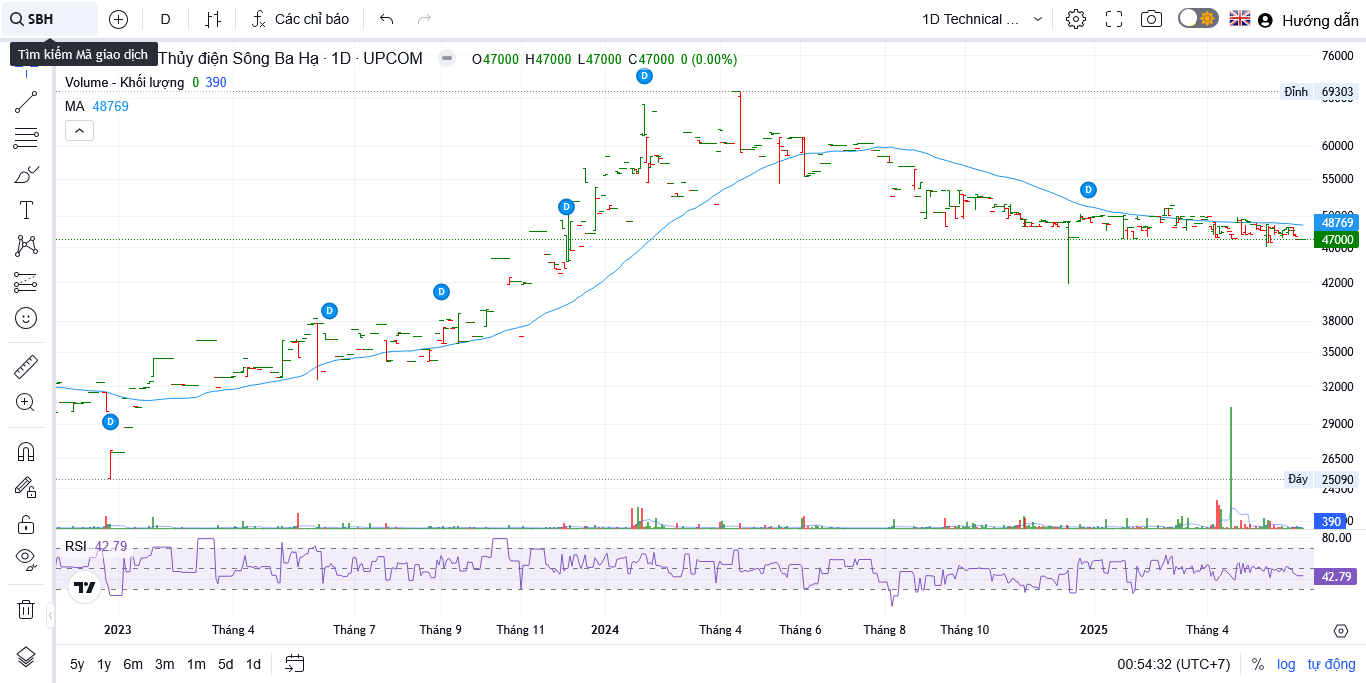 SBH D Các chỉ báo 1D Technical ... Hướng dẫn
Tìm kiếm Mã giao dịch
Thủy điện Sông Ba Hạ · 1D · UPCOM O47000 H47000 L47000 C47000 0 (0.00%)
Volume - Khối lượng 0 390
MA 48769
D
D
D
D
D
D
76000
Đỉnh 69303
60000
55000
48769
47000
42000
38000
35000
32000
29000
26500
Đáy 25090
24500
390
80.00
RSI 42.79
42.79
2023 Tháng 4 Tháng 7 Tháng 9 Tháng 11 2024 Tháng 4 Tháng 6 Tháng 8 Tháng 10 2025 Tháng 4
5y 1y 6m 3m 1m 5d 1d 00:54:32 (UTC+7) % log tự động